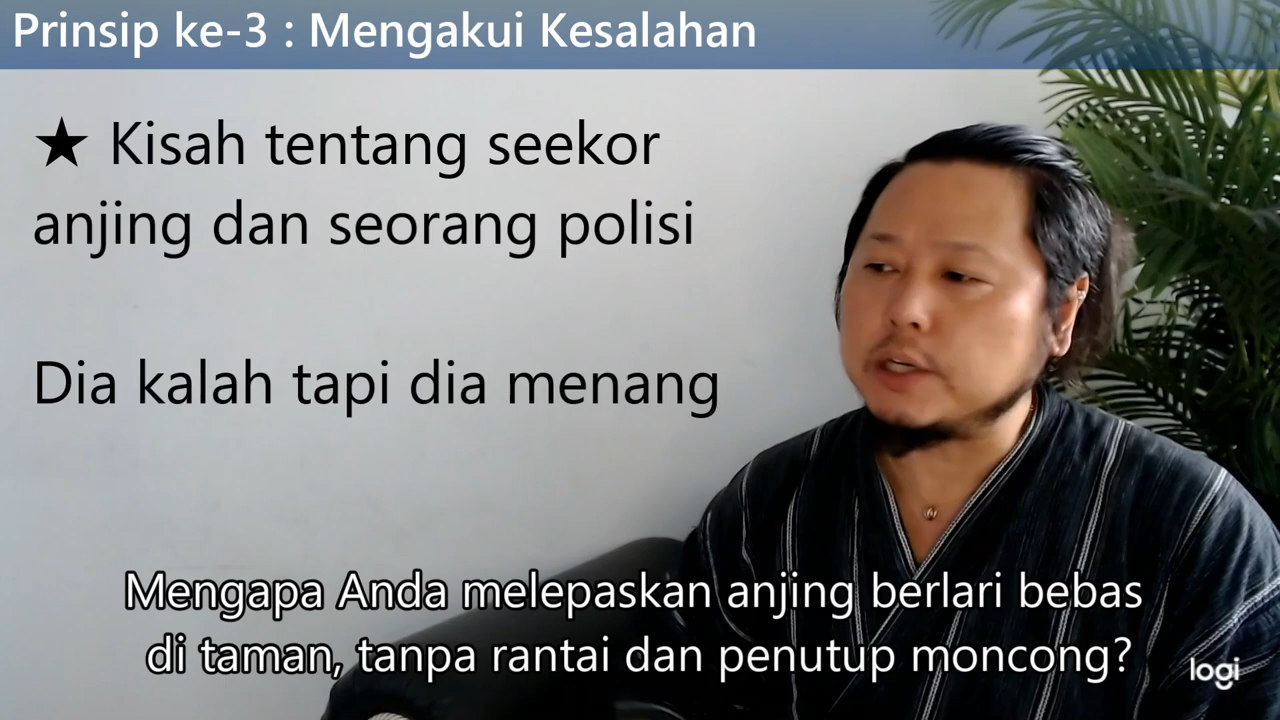 Prinsip ke-3 : Mengakui Kesalahan
★ Kisah tentang seekor
anjing dan seorang polisi
Dia kalah tapi dia menang
Mengapa Anda melepaskan anjing berlari bebas
di taman, tanpa rantai dan penutup moncong?
logi